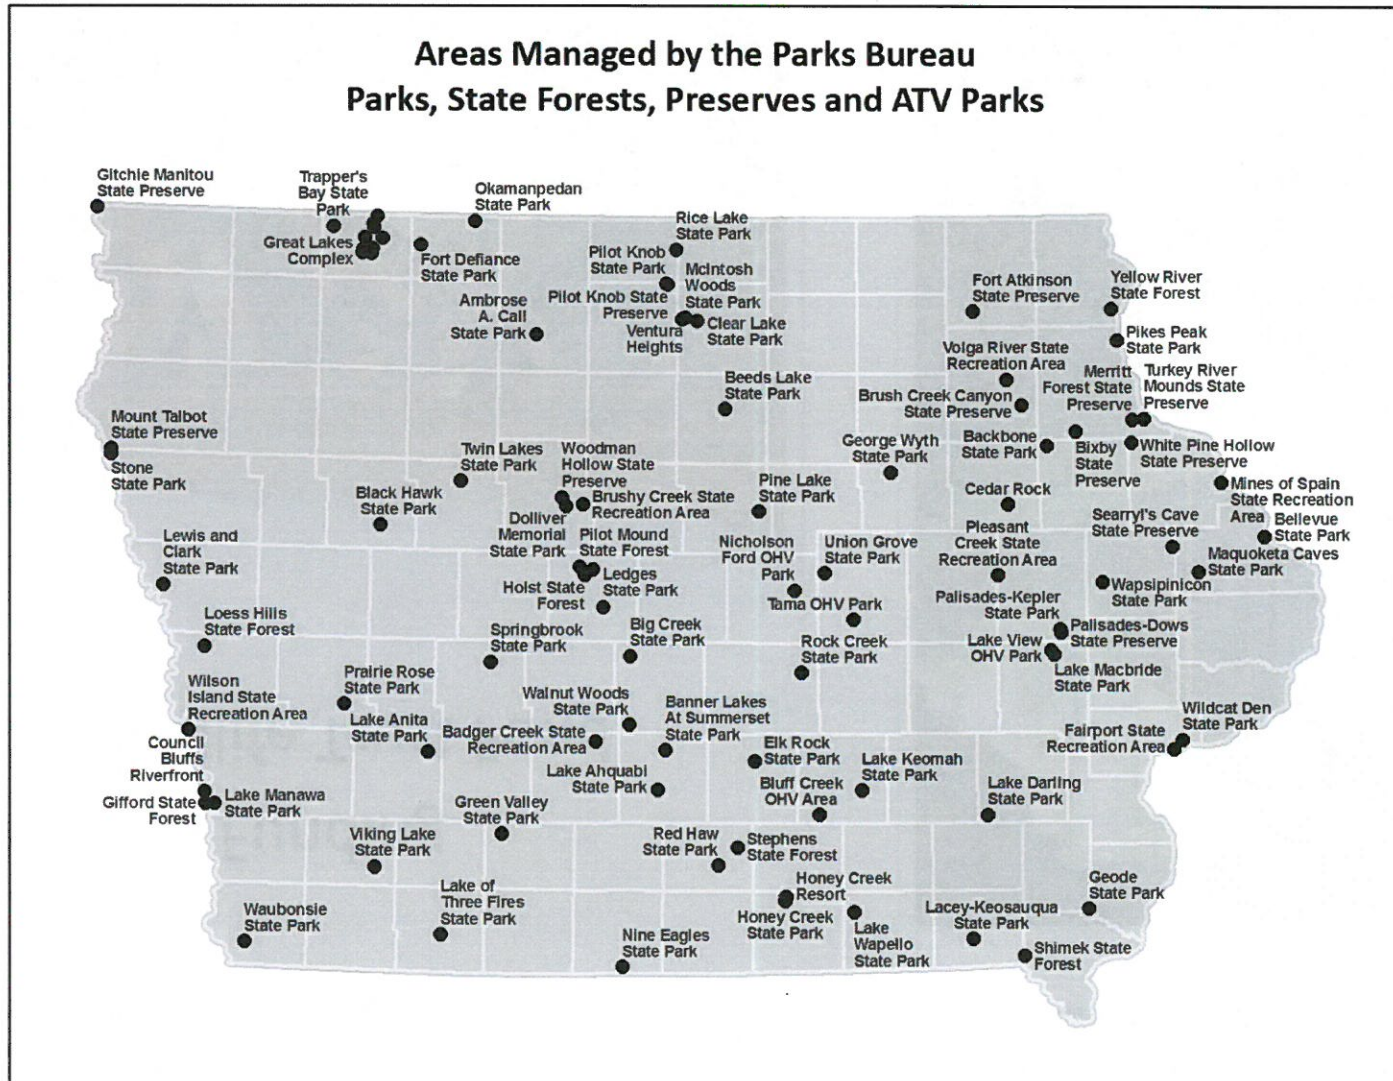 Areas Managed by the Parks Bureau
Parks, State Forests, Preserves and ATV Parks
Gitchie Manitou
State Preserve
Trapper's
Bay State
Park
Great Lakes
Complex
Okamanpedan
State Park
Fort Defiance
State Park
Ambrose
A. Call
State Park
Rice Lake
State Park
Pilot Knob
State Park
McIntosh
Woods
State Park
Pilot Knob State
Preserve
Ventura
Heights
Clear Lake
State Park
Fort Atkinson
State Preserve
Yellow River
State Forest
Pikes Peak
State Park
Volga River State
Recreation Area
Merritt
Forest State
Preserve
Turkey River
Mounds State
Preserve
Beeds Lake
State Park
Brush Creek Canyon
State Preserve
Mount Talbot
State Preserve
Stone
State Park
Twin Lakes
State Park
Woodman
Hollow State
Preserve
George Wyth
State Park
Backbone
State Park
Bixby
State
Preserve
White Pine Hollow
State Preserve
Black Hawk
State Park
Brushy Creek State
Recreation Area
Dolliver
Memorial
State Park
Pine Lake
State Park
Cedar Rock
Mines of Spain
State Recreation
Area
Bellevue
State Park
Searryl's Cave
State Preserve
Maquoketa Caves
State Park
Lewis and
Clark
State Park
Pilot Mound
State Forest
Holst State
Forest
Ledges
State Park
Nicholson
Ford OHV
Park
Union Grove
State Park
Pleasant
Creek State
Recreation Area
Wapsipinicon
State Park
Tama OHV Park
Palisades-Kepler
State Park
Palisades-Dows
State Preserve
Loess Hills
State Forest
Springbrook
State Park
Big Creek
State Park
Rock Creek
State Park
Lake View
OHV Park
Lake Macbride
State Park
Wilson
Island State
Recreation Area
Prairie Rose
State Park
Lake Anita
State Park
Walnut Woods
State Park
Badger Creek State
Recreation Area
Banner Lakes
At Summerset
State Park
Wildcat Den
State Park
Fairport State
Recreation Area
Council
Bluffs
Riverfront
Gifford State
Forest
Lake Manawa
State Park
Lake Ahquabi
State Park
Elk Rock
State Park
Bluff Creek
OHV Area
Lake Keomah
State Park
Lake Darling
State Park
Green Valley
State Park
Viking Lake
State Park
Red Haw
State Park
Stephens
State Forest
Honey Creek
Resort
Honey Creek
State Park
Lake
Wapello
State Park
Geode
State Park
Lacey-Keosauqua
State Park
Shimek State
Forest
Waubonsie
State Park
Lake of
Three Fires
State Park
Nine Eagles
State Park